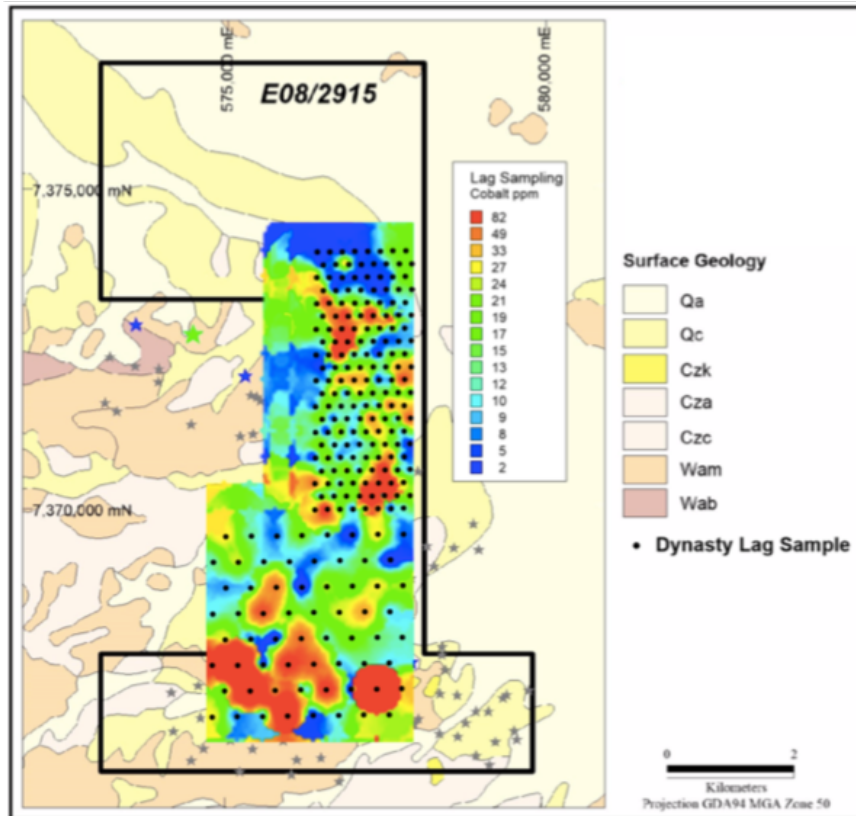 E08/2915
575,000 mE
580,000 mE
7,375,000 mN
7,370,000 mN
Lag Sampling
Cobalt ppm
82
49
33
27
24
21
19
17
15
13
12
10
9
8
5
2
Surface Geology
Qa
Qc
Czk
Cza
Czc
Wam
Wab
Dynasty Lag Sample
0 2
Kilometers
Projection GDA94 MGA Zone 50